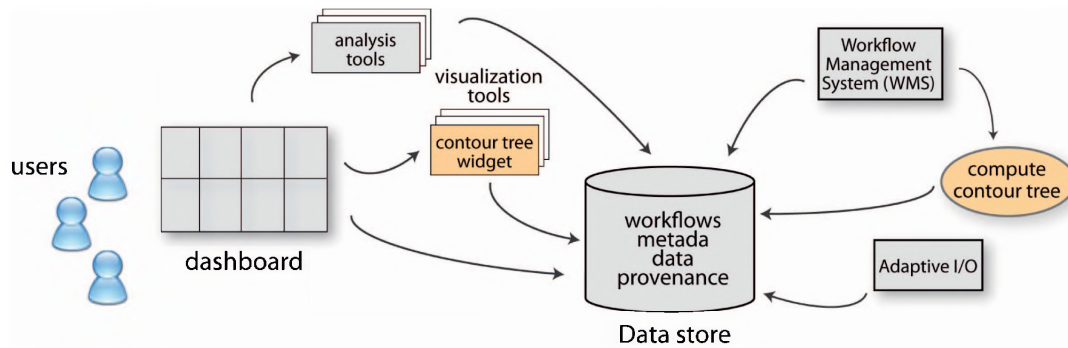 analysis
tools
visualization
tools
contour tree
widget
users
dashboard
Workflow
Management
System (WMS)
compute
contour tree
workflows
metada
data
provenance
Adaptive I/O
Data store